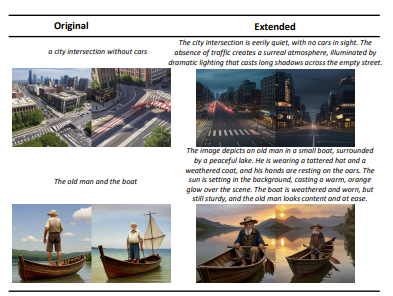 Original
Extended
a city intersection without cars
The city intersection is eerily quiet, with no cars in sight. The
absence of traffic creates a surreal atmosphere, illuminated by
dramatic lighting that casts long shadows across the empty street.
The old man and the boat
The image depicts an old man in a small boat, surrounded
by a peaceful lake. He is wearing a tattered hat and a
weathered coat, and his hands are resting on the oars. The
sun is setting in the background, casting a warm, orange
glow over the scene. The boat is weathered and worn, but
still sturdy, and the old man looks content and at ease.